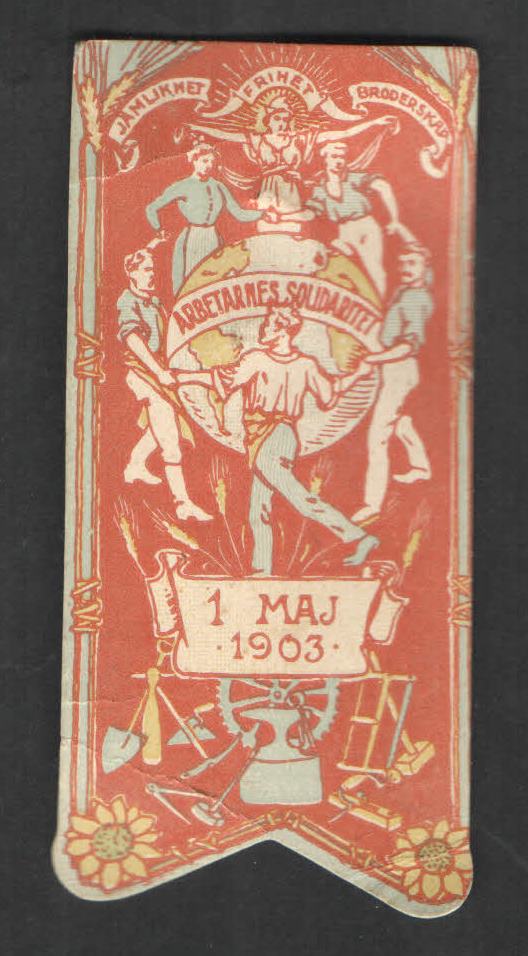 JÄMLIKHET
FRIHET
BRODERSKAP
ARBETARNES SOLIDARITET
1 MAJ
·1903·